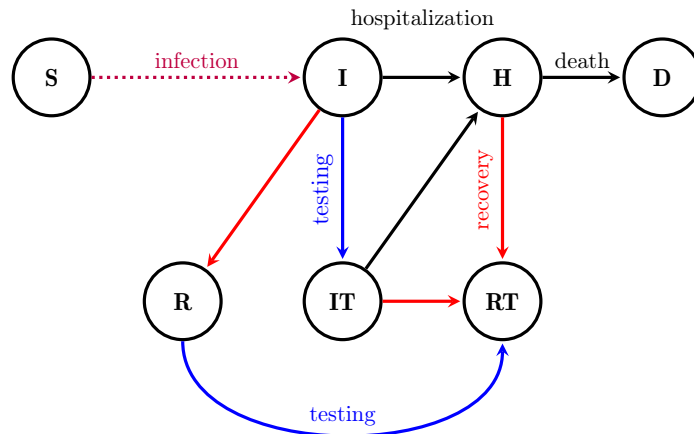 hospitalization
S
infection
I
H
death
D
testing
recovery
R
IT
RT
testing